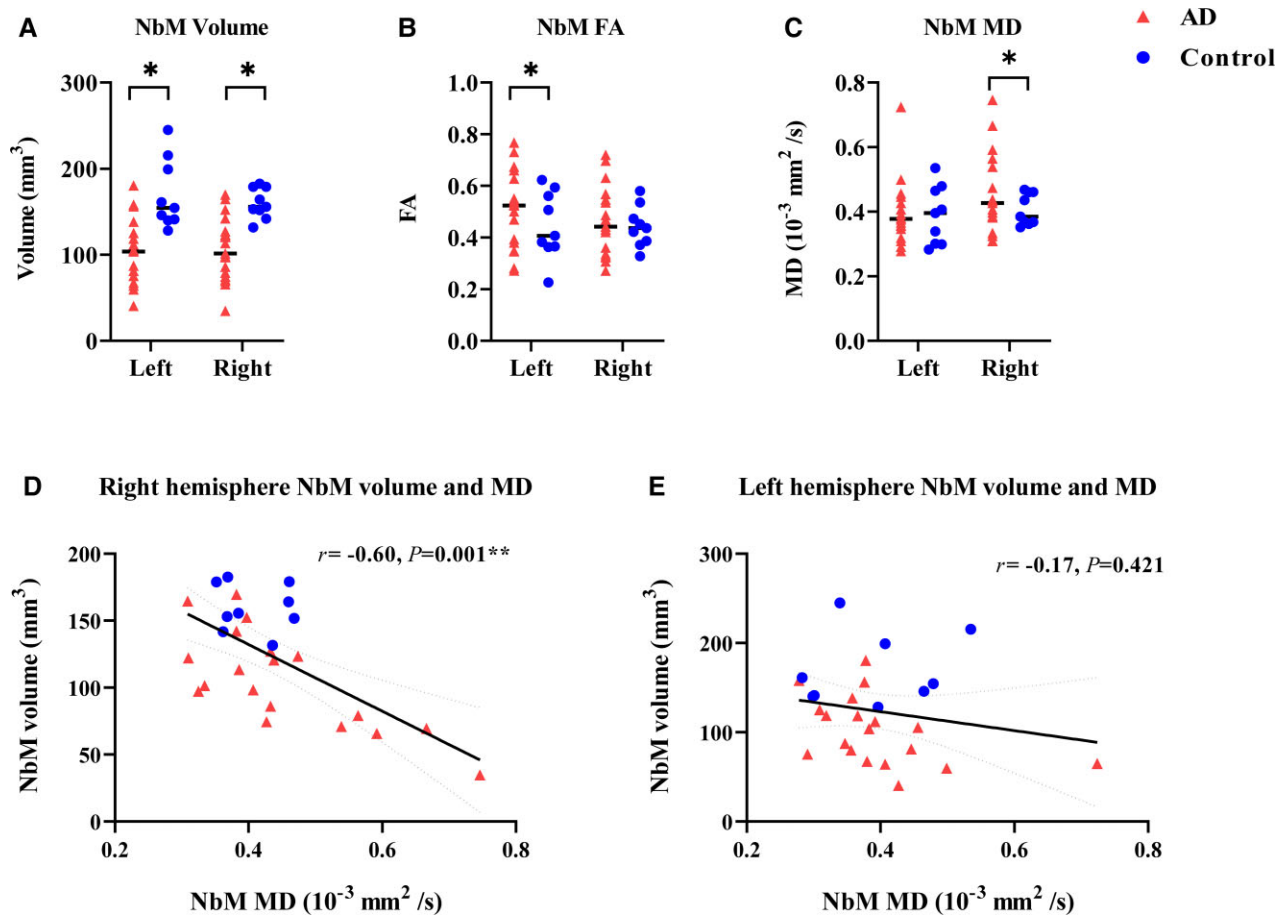 A NbM Volume
B NbM FA
C NbM MD
AD
Control
Volume (mm³)
300
200
100
0
* *
Left Right
FA
1.0
0.8
0.6
0.4
0.2
0.0
*
Left Right
MD (10⁻³ mm² /s)
0.8
0.6
0.4
0.2
0.0
*
Left Right
D Right hemisphere NbM volume and MD
r= -0.60, P=0.001**
NbM volume (mm³)
200
150
100
50
0
0.2 0.4 0.6 0.8
NbM MD (10⁻³ mm² /s)
E Left hemisphere NbM volume and MD
r= -0.17, P=0.421
NbM volume (mm³)
300
200
100
0
0.2 0.4 0.6 0.8
NbM MD (10⁻³ mm² /s)